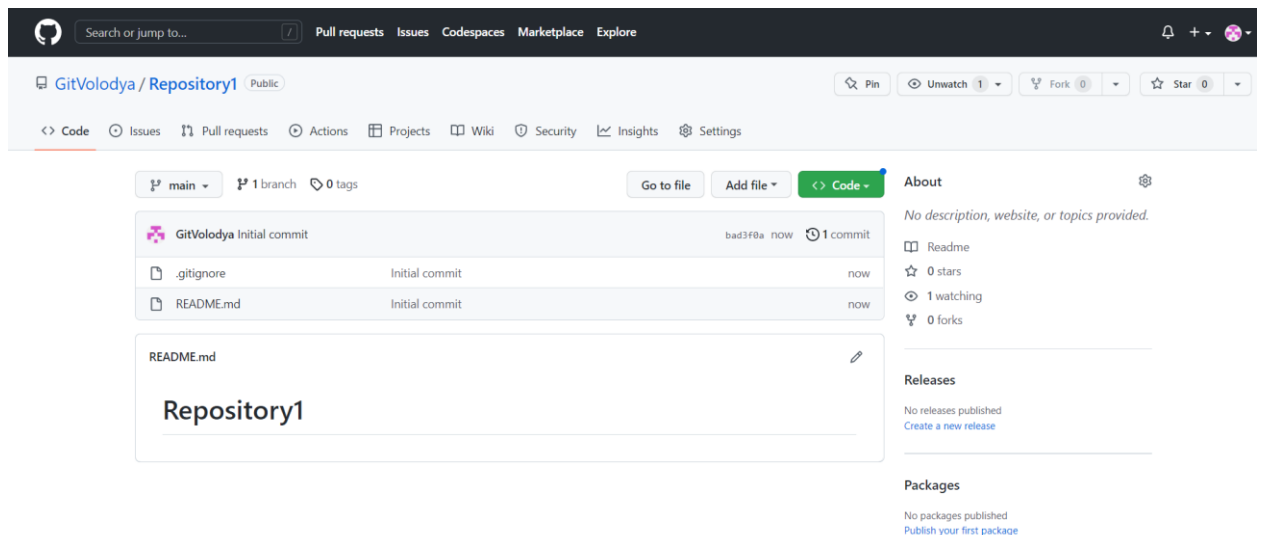 Search or jump to... / Pull requests Issues Codespaces Marketplace Explore
GitVolodya / Repository1 Public Pin Unwatch 1 Fork 0 Star 0
Code Issues Pull requests Actions Projects Wiki Security Insights Settings
main 1 branch 0 tags Go to file Add file Code
GitVolodya Initial commit bad3f0a now 1 commit
.gitignore Initial commit now
README.md Initial commit now
README.md
Repository1
About
No description, website, or topics provided.
Readme
0 stars
1 watching
0 forks
Releases
No releases published
Create a new release
Packages
No packages published
Publish your first package